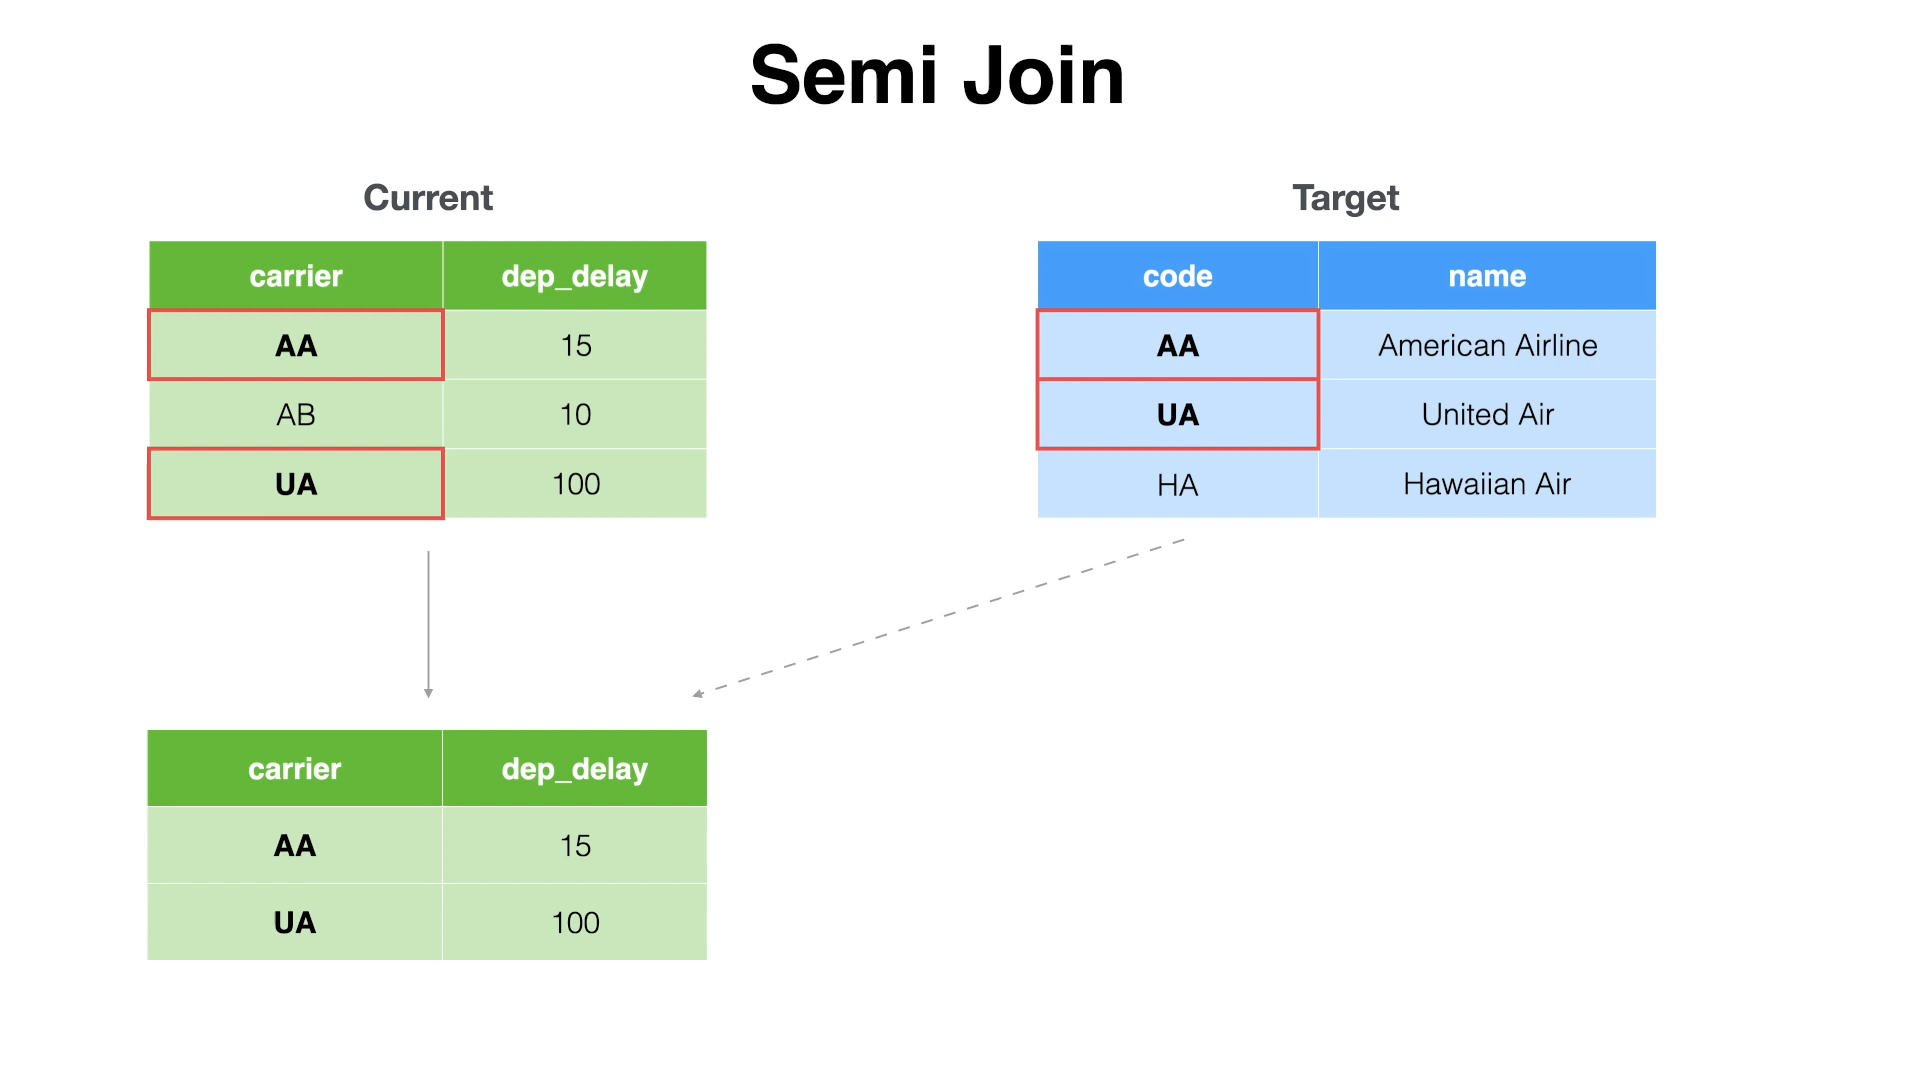 Semi Join
Current
Target
carrier dep_delay
AA 15
AB 10
UA 100
code name
AA American Airline
UA United Air
HA Hawaiian Air
carrier dep_delay
AA 15
UA 100